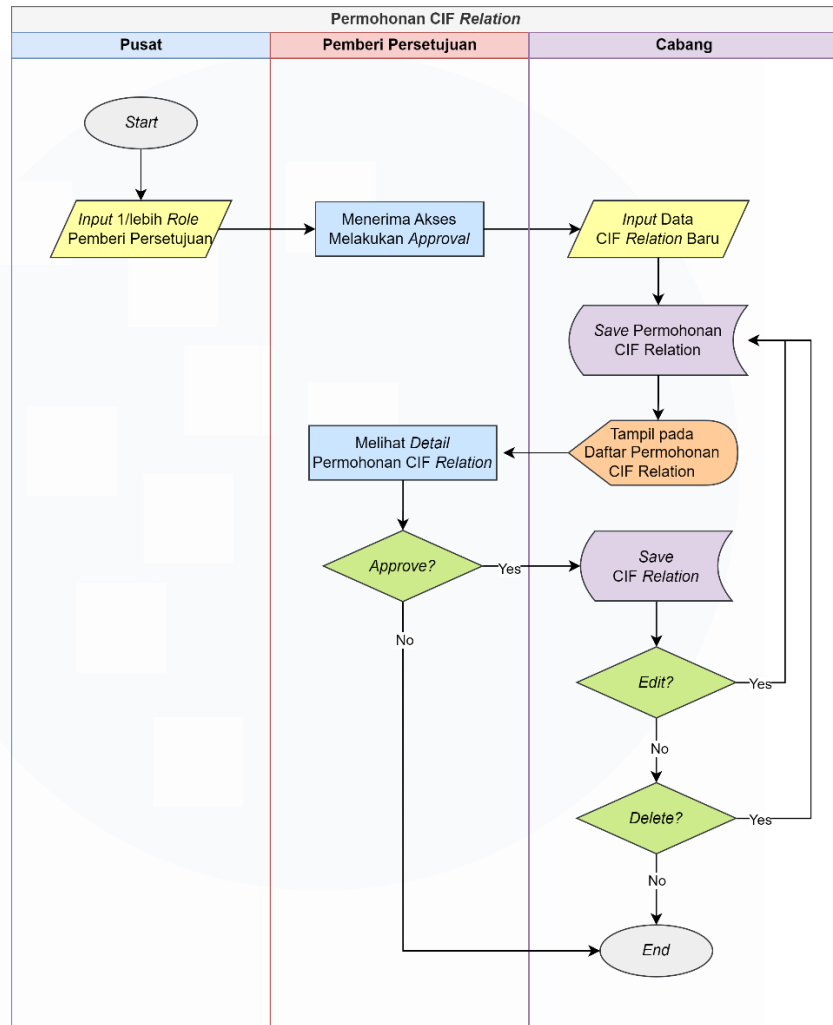 Permohonan CIF Relation
Pusat
Pemberi Persetujuan
Cabang
Start
Input 1/lebih Role
Pemberi Persetujuan
Menerima Akses
Melakukan Approval
Input Data
CIF Relation Baru
Save Permohonan
CIF Relation
Tampil pada
Daftar Permohonan
CIF Relation
Melihat Detail
Permohonan CIF Relation
Approve?
Yes
Save
CIF Relation
No
Edit?
Yes
No
Delete?
Yes
No
End